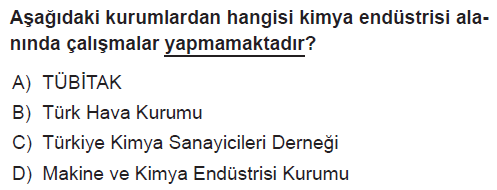 Aşağıdaki kurumlardan hangisi kimya endüstrisi ala-
nında çalışmalar yapmamaktadır?
A) TÜBİTAK
B) Türk Hava Kurumu
C) Türkiye Kimya Sanayicileri Derneği
D) Makine ve Kimya Endüstrisi Kurumu